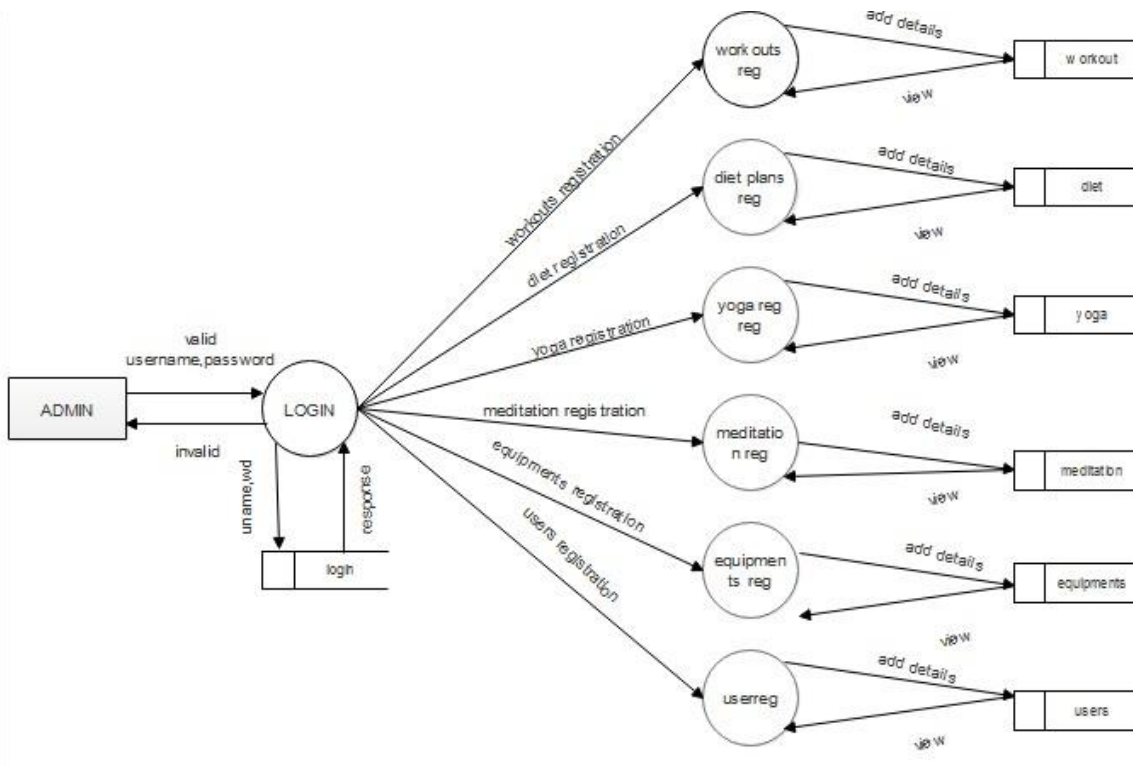 add details
work outs
reg
w orkout
view
workouts registration
add details
diet plans
reg
diet
view
diet registration
add details
yoga reg
reg
yoga
view
yoga registration
valid
username,password
ADMIN
LOGIN
invalid
meditation registration
add details
meditatio
n reg
meditation
view
uname,wd
response
login
equipments registration
add details
equipmen
ts reg
equipments
view
users registration
add details
userreg
users
view